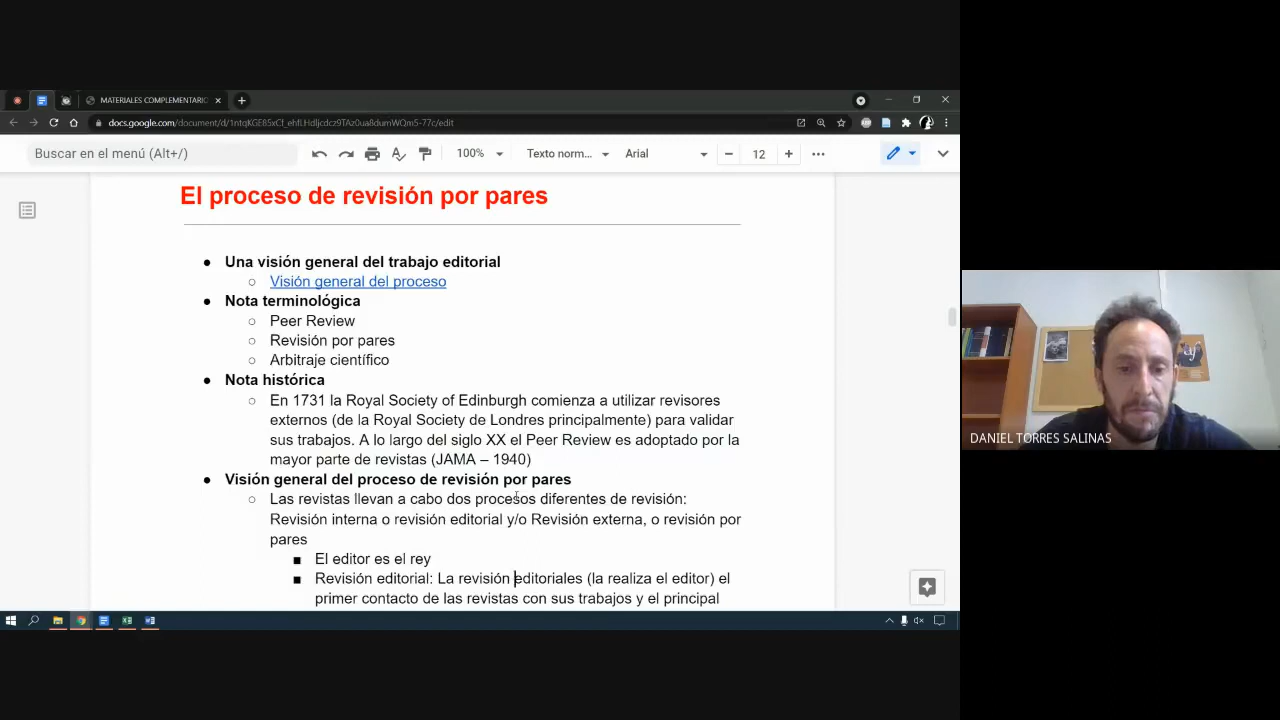 MATERIALES COMPLEMENTARIO
docs.google.com/document/d/1ntqKGE85xCf_ehfLHdljcdcz9TAz0ua8dumWQm5-77c/edit
Buscar en el menú (Alt+/)
100%
Texto norm...
Arial
12
El proceso de revisión por pares
Una visión general del trabajo editorial
Visión general del proceso
Nota terminológica
Peer Review
Revisión por pares
Arbitraje científico
Nota histórica
En 1731 la Royal Society of Edinburgh comienza a utilizar revisores
externos (de la Royal Society de Londres principalmente) para validar
sus trabajos. A lo largo del siglo XX el Peer Review es adoptado por la
mayor parte de revistas (JAMA – 1940)
Visión general del proceso de revisión por pares
Las revistas llevan a cabo dos procesos diferentes de revisión:
Revisión interna o revisión editorial y/o Revisión externa, o revisión por
pares
El editor es el rey
Revisión editorial: La revisión editoriales (la realiza el editor) el
primer contacto de las revistas con sus trabajos y el principal
DANIEL TORRES SALINAS